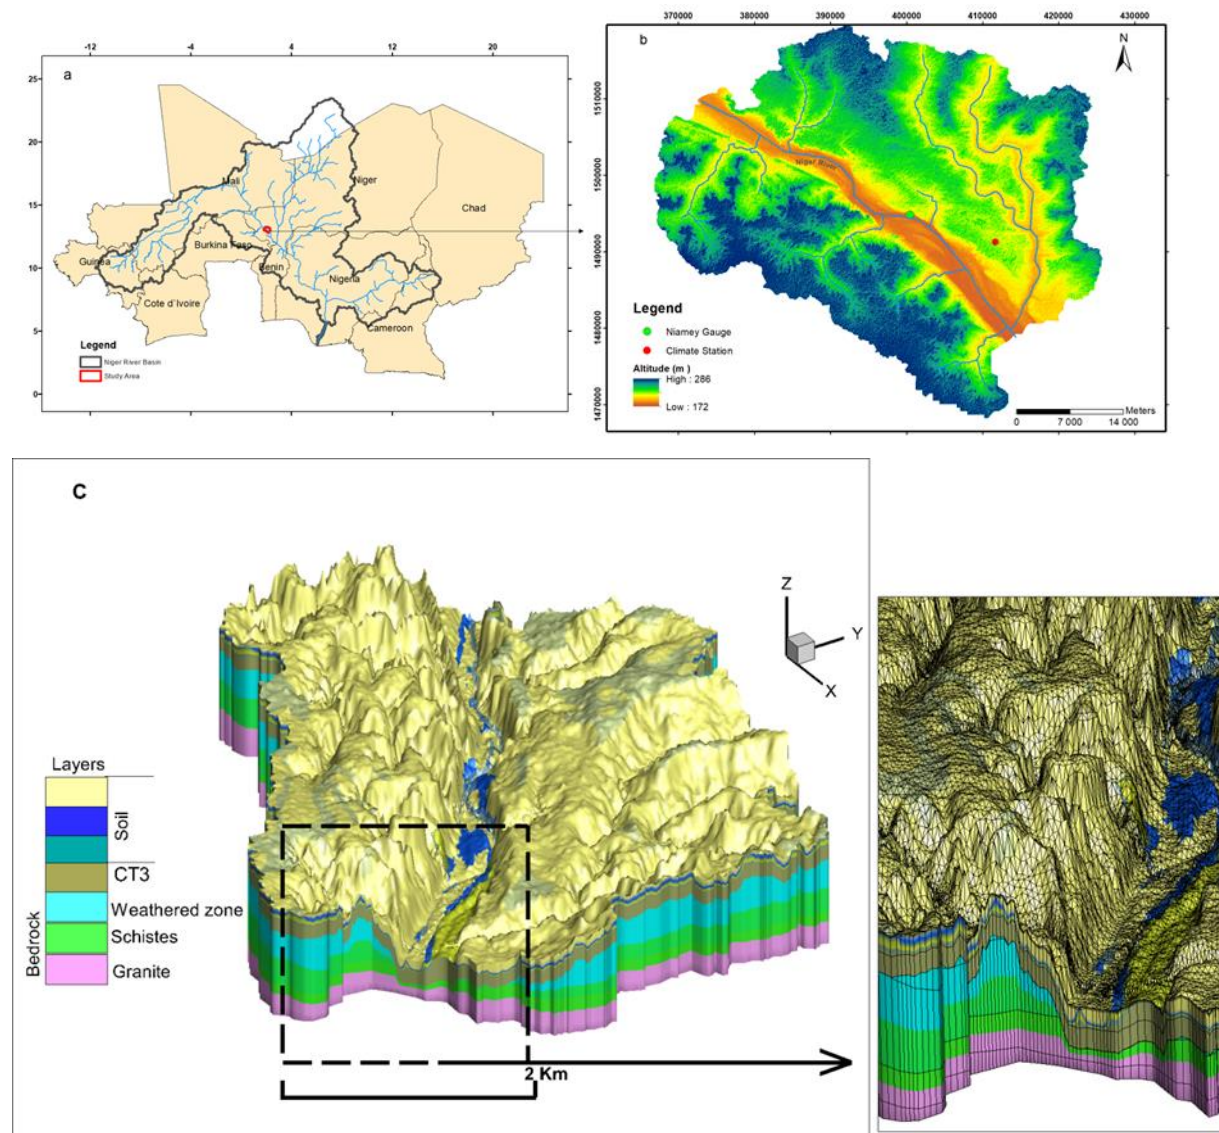 a
-12 -4 4 12 20
25
20
15
10
5
0
Mali
Niger
Chad
Burkina Faso
Guinea
Benin
Nigeria
Cote d'Ivoire
Cameroon
Legend
Niger River Basin
Study Area
370000 380000 390000 400000 410000 420000 430000
b
N
1510000
1500000
1490000
1480000
1470000
Niger River
Legend
Niamey Gauge
Climate Station
Altitude (m )
High : 286
Low : 172
Meters
0 7 000 14 000
C
Z
Y
X
Layers
Soil
CT3
Weathered zone
Schistes
Granite
Bedrock
2 Km